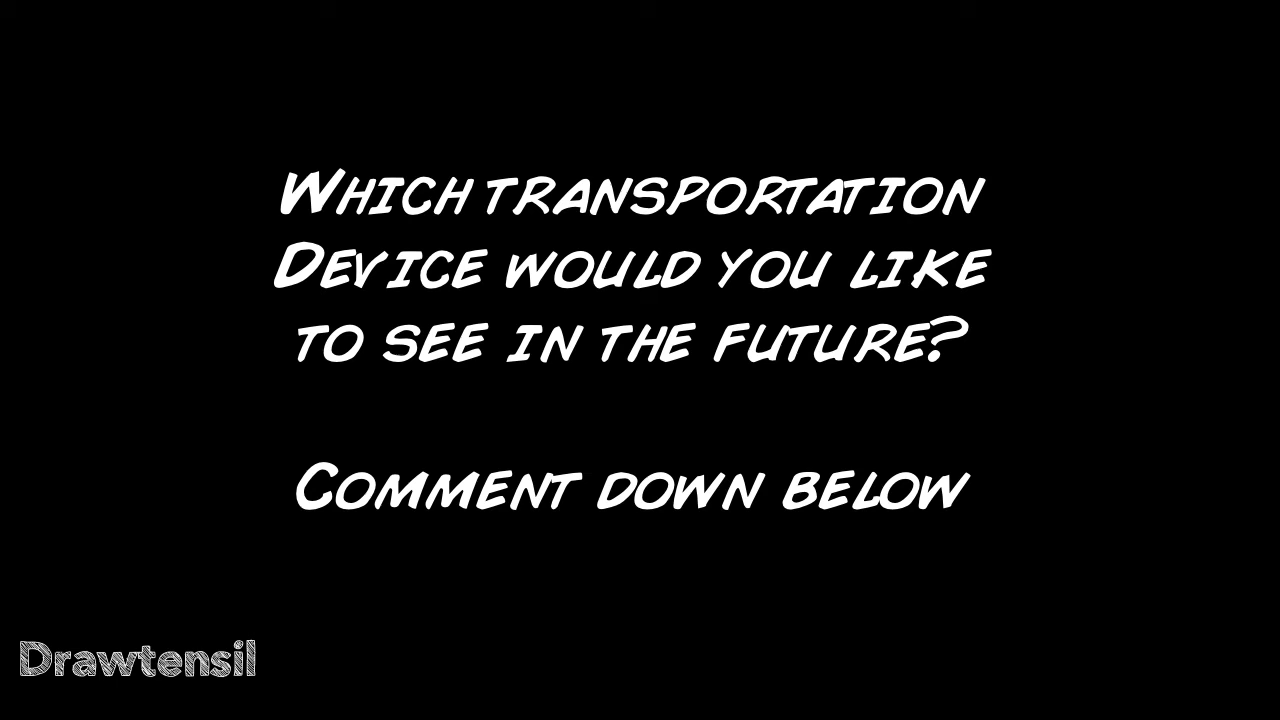 Which transportation
Device would you like
to see in the future?
Comment down below
Drawtensil